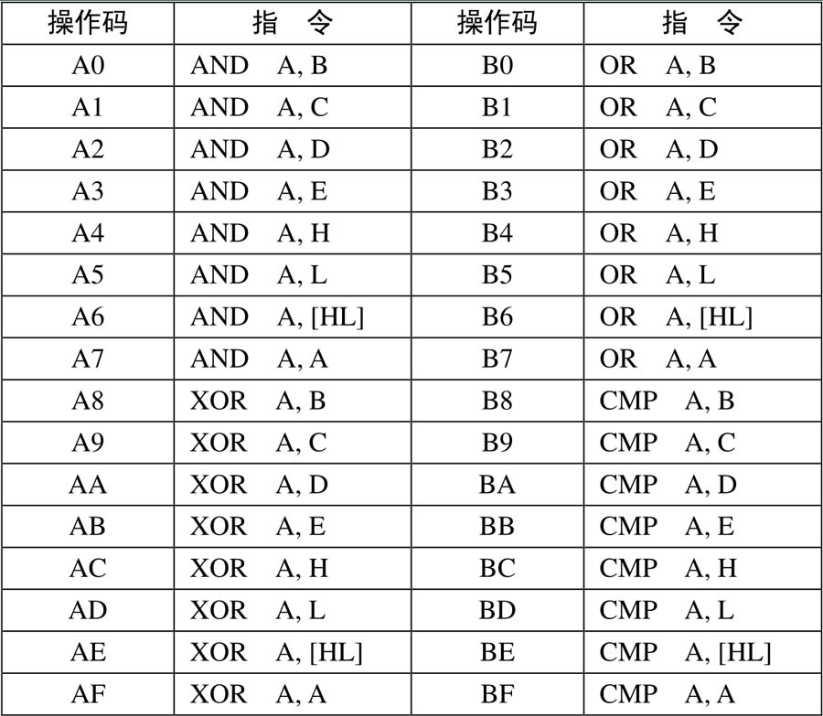 操作码 指 令 操作码 指 令
A0 AND A, B B0 OR A, B
A1 AND A, C B1 OR A, C
A2 AND A, D B2 OR A, D
A3 AND A, E B3 OR A, E
A4 AND A, H B4 OR A, H
A5 AND A, L B5 OR A, L
A6 AND A, [HL] B6 OR A, [HL]
A7 AND A, A B7 OR A, A
A8 XOR A, B B8 CMP A, B
A9 XOR A, C B9 CMP A, C
AA XOR A, D BA CMP A, D
AB XOR A, E BB CMP A, E
AC XOR A, H BC CMP A, H
AD XOR A, L BD CMP A, L
AE XOR A, [HL] BE CMP A, [HL]
AF XOR A, A BF CMP A, A